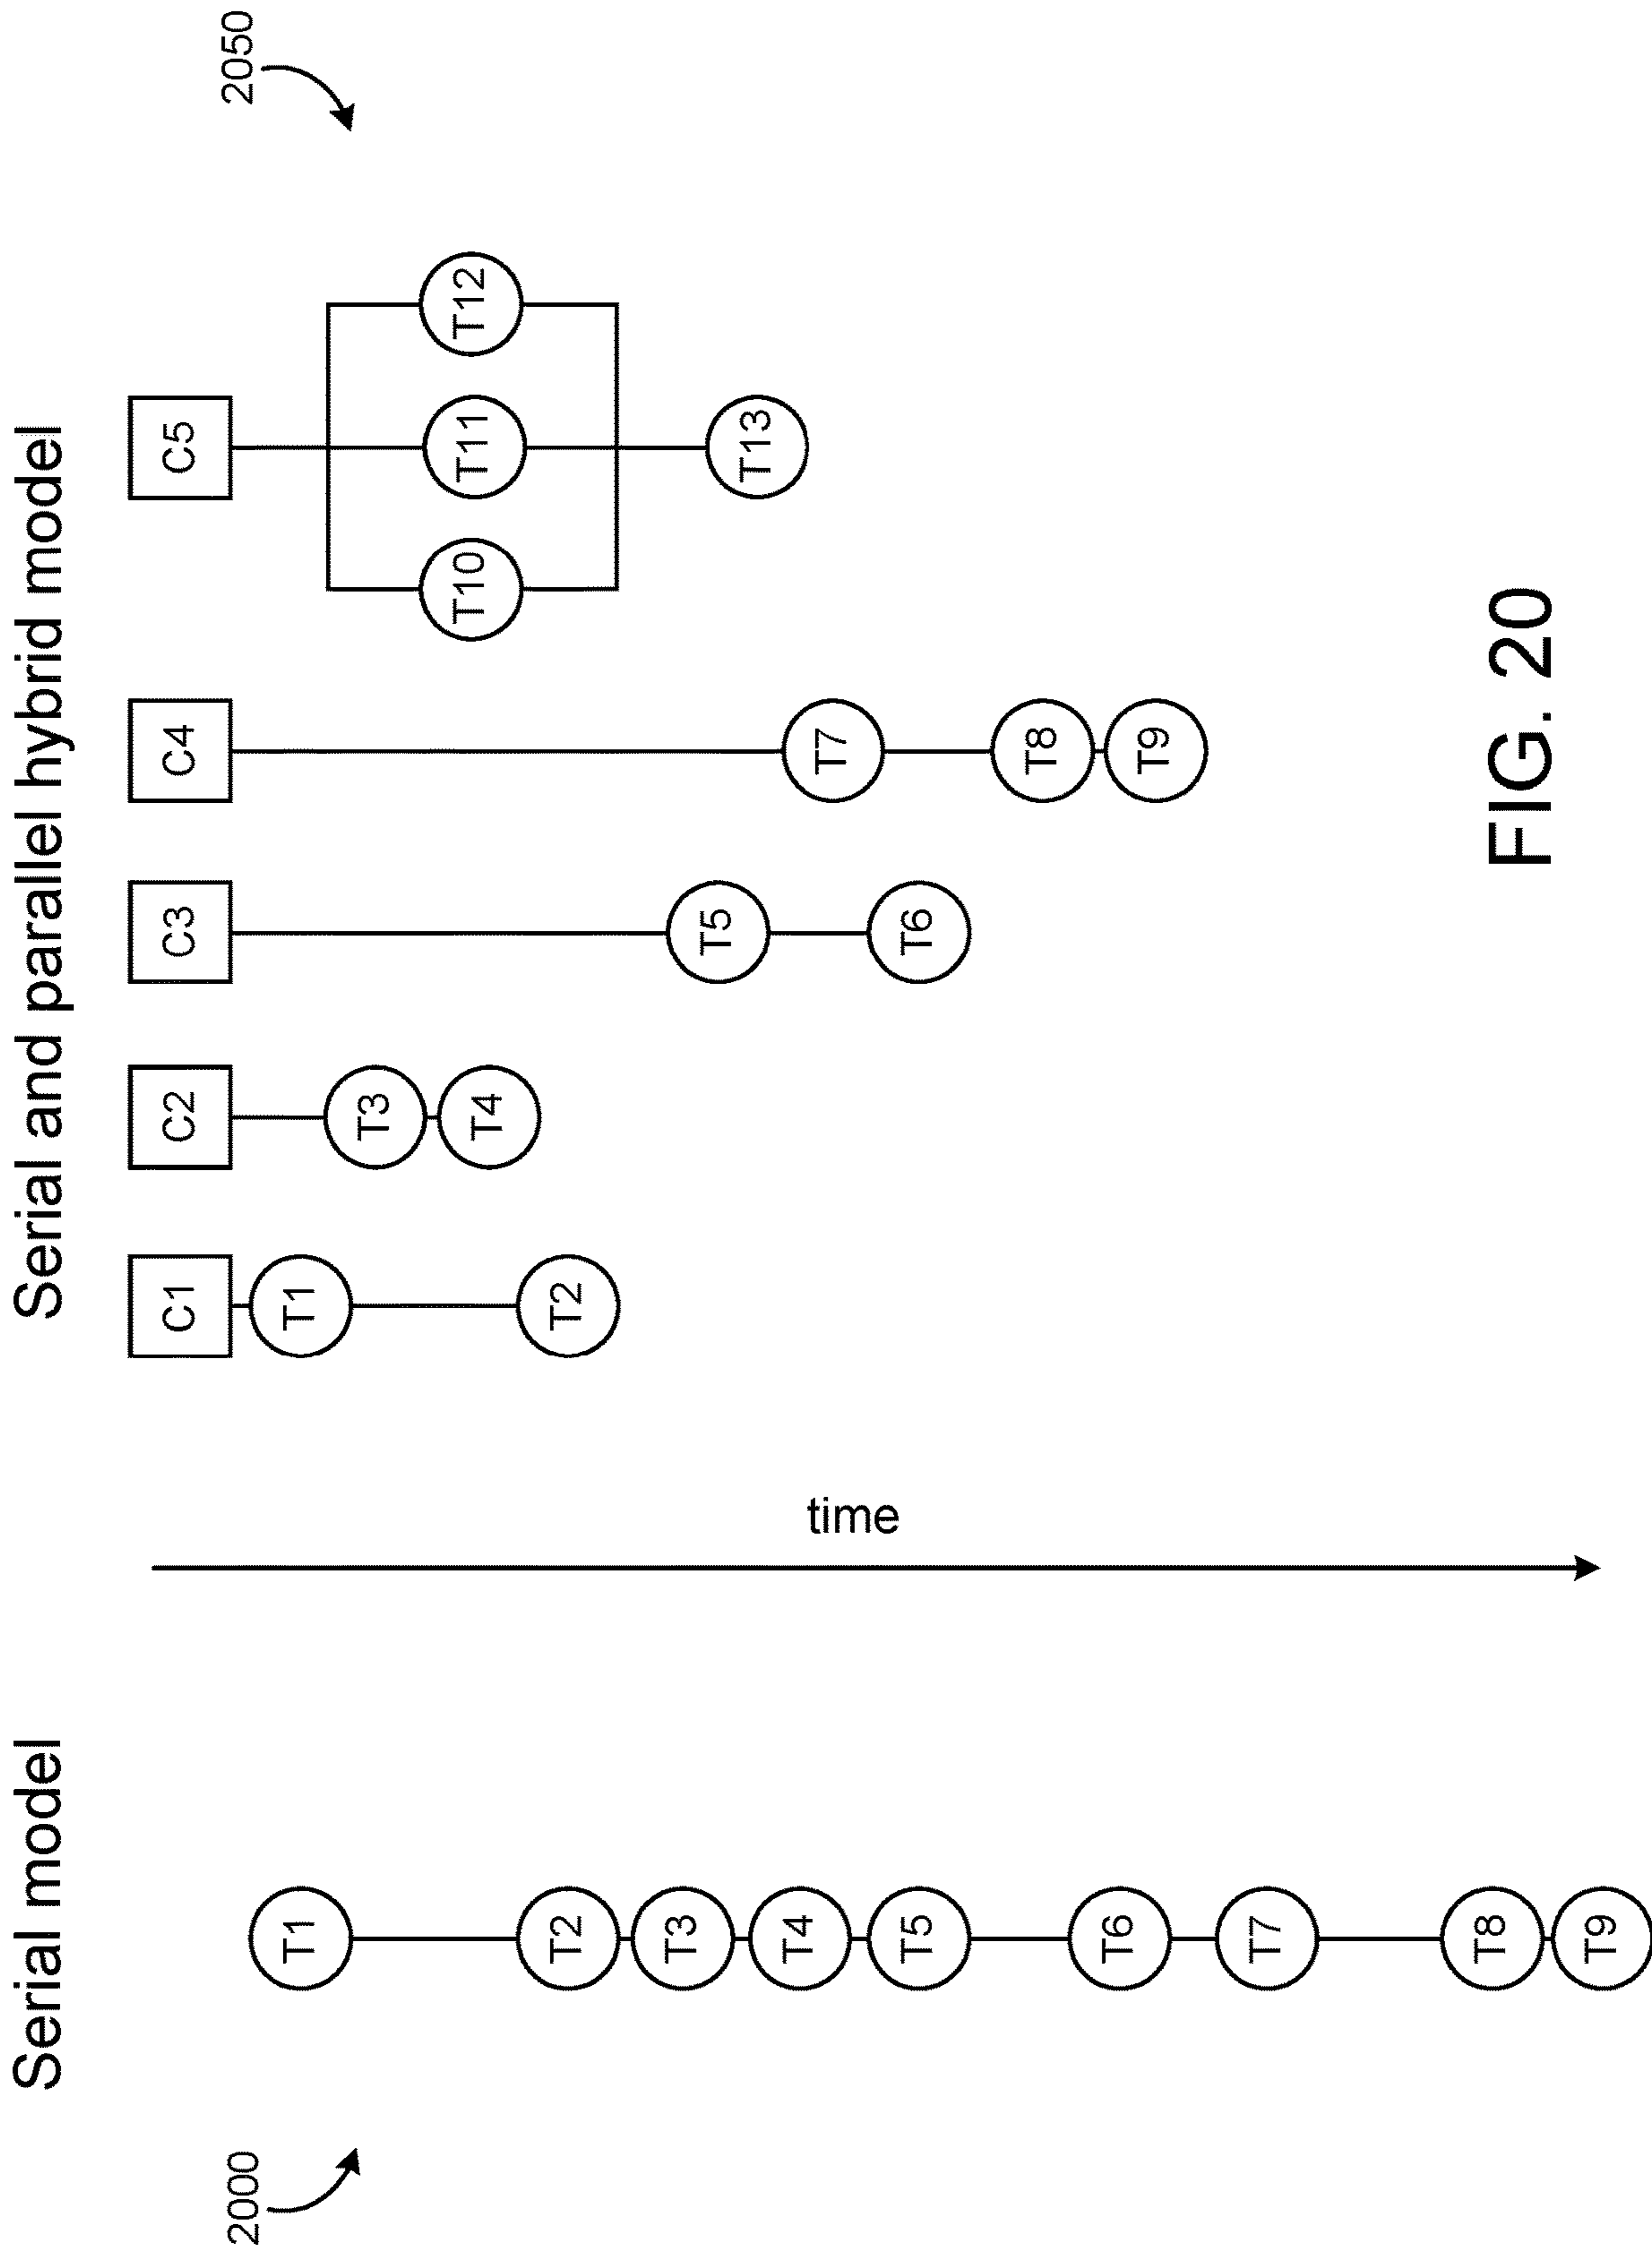 Serial model
2000
T1
T2
T3
T4
T5
T6
T7
T8
T9
time
Serial and parallel hybrid model
2050
C1
T1
T2
C2
T3
T4
C3
T5
T6
C4
T7
T8
T9
C5
T10
T11
T12
T13
FIG. 20